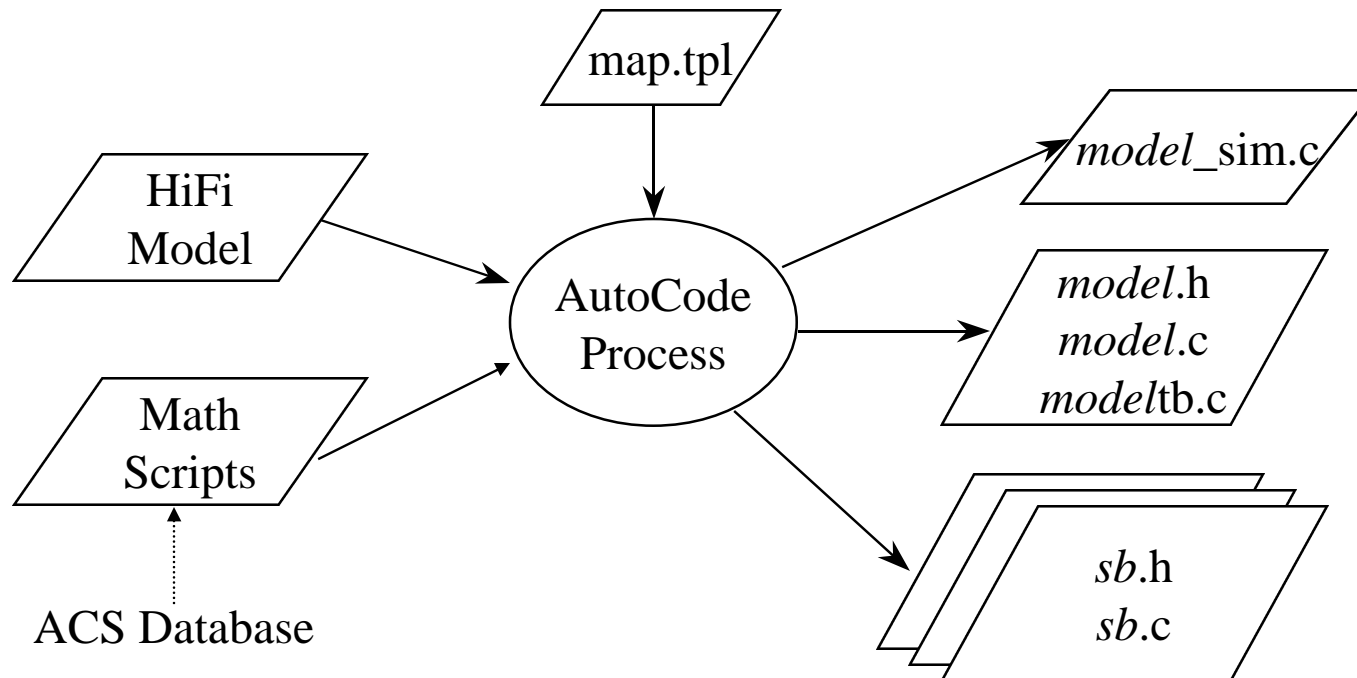 map.tpl
HiFi
Model
Math
Scripts
ACS Database
AutoCode
Process
model_sim.c
model.h
model.c
modeltb.c
sb.h
sb.c